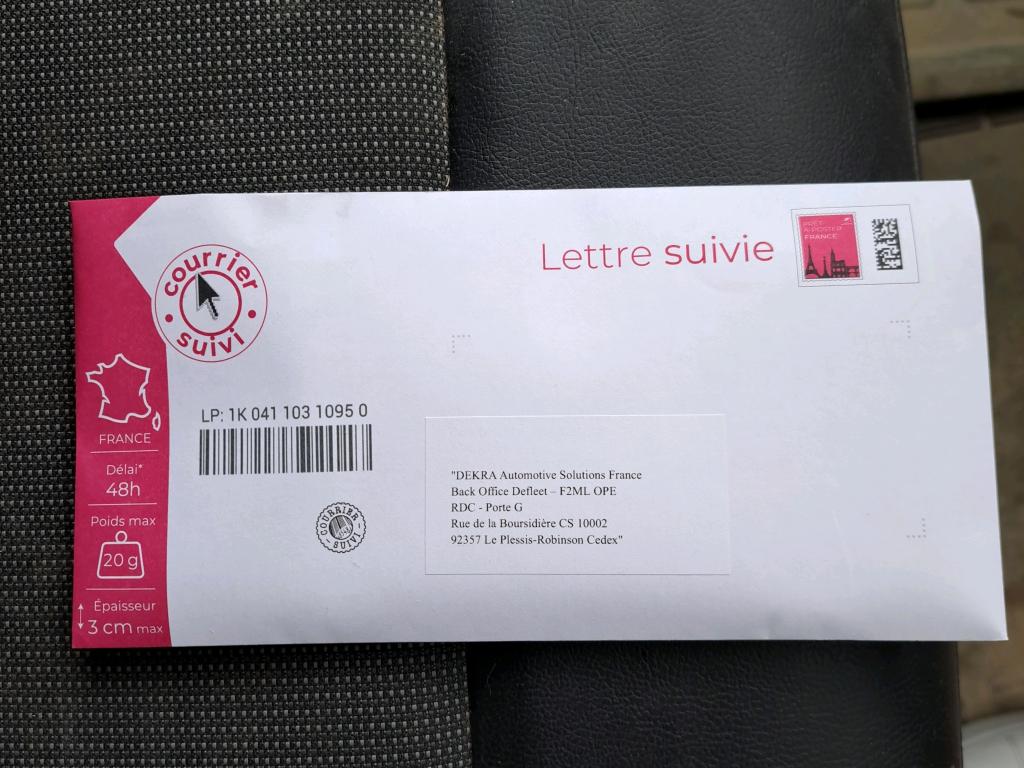 Lettre suivie
PRÊT
À POSTER
FRANCE
courrier
suivi
LP: 1K 041 103 1095 0
FRANCE
Délai*
48h
Poids max
20 g
Épaisseur
3 cm max
COURRIER
SUIVI
"DEKRA Automotive Solutions France
Back Office Defleet – F2ML OPE
RDC - Porte G
Rue de la Boursidière CS 10002
92357 Le Plessis-Robinson Cedex"